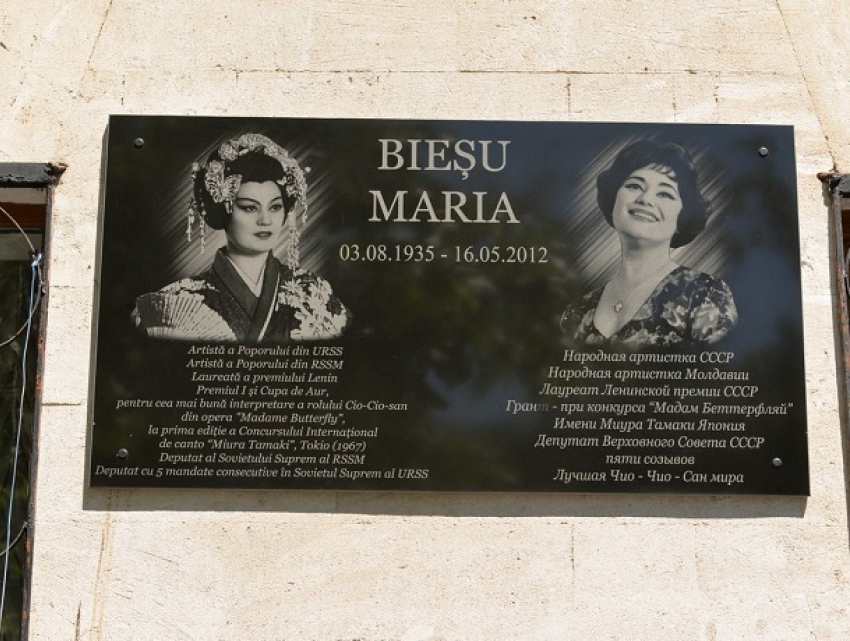 BIEȘU
MARIA
03.08.1935 - 16.05.2012
Artistă a Poporului din URSS
Artistă a Poporului din RSSM
Laureată a premiului Lenin
Premiul I și Cupa de Aur,
pentru cea mai bună interpretare a rolului Cio-Cio-san
din opera "Madame Butterfly",
la prima ediție a Concursului Internațional
de canto "Miura Tamaki", Tokio (1967)
Deputat al Sovietului Suprem al RSSM
Deputat cu 5 mandate consecutive în Sovietul Suprem al URSS
Народная артистка СССР
Народная артистка Молдавии
Лауреат Ленинской премии СССР
Грант - при конкурса "Мадам Беттерфляй"
Имени Миура Тамаки Япония
Депутат Верховного Совета СССР
пяти созывов
Лучшая Чио - Чио - Сан мира